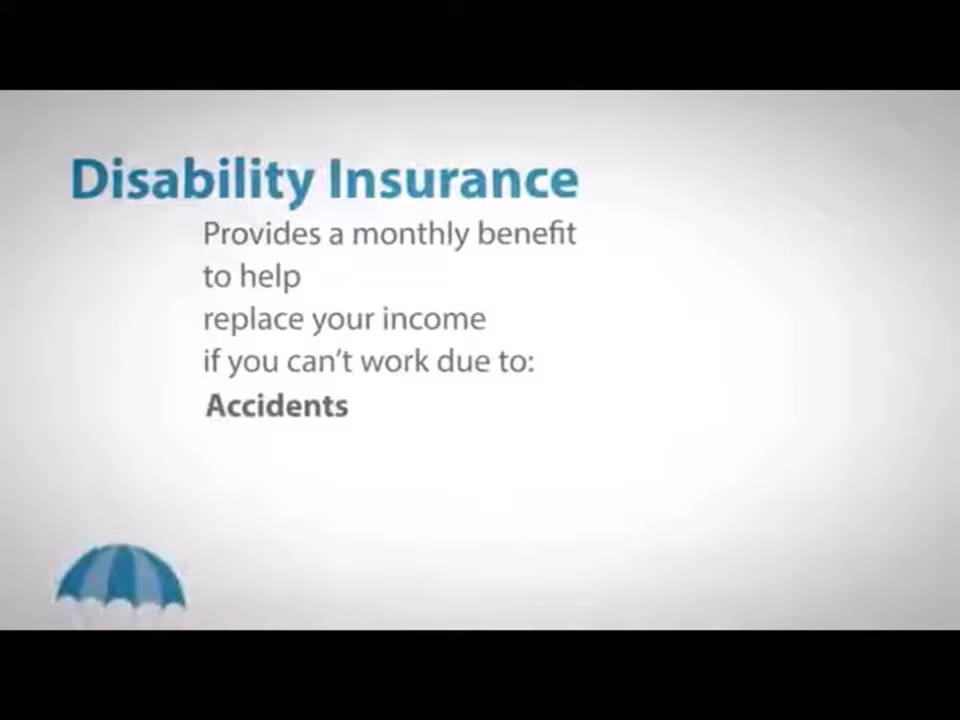 Disability Insurance
Provides a monthly benefit
to help
replace your income
if you can't work due to:
Accidents